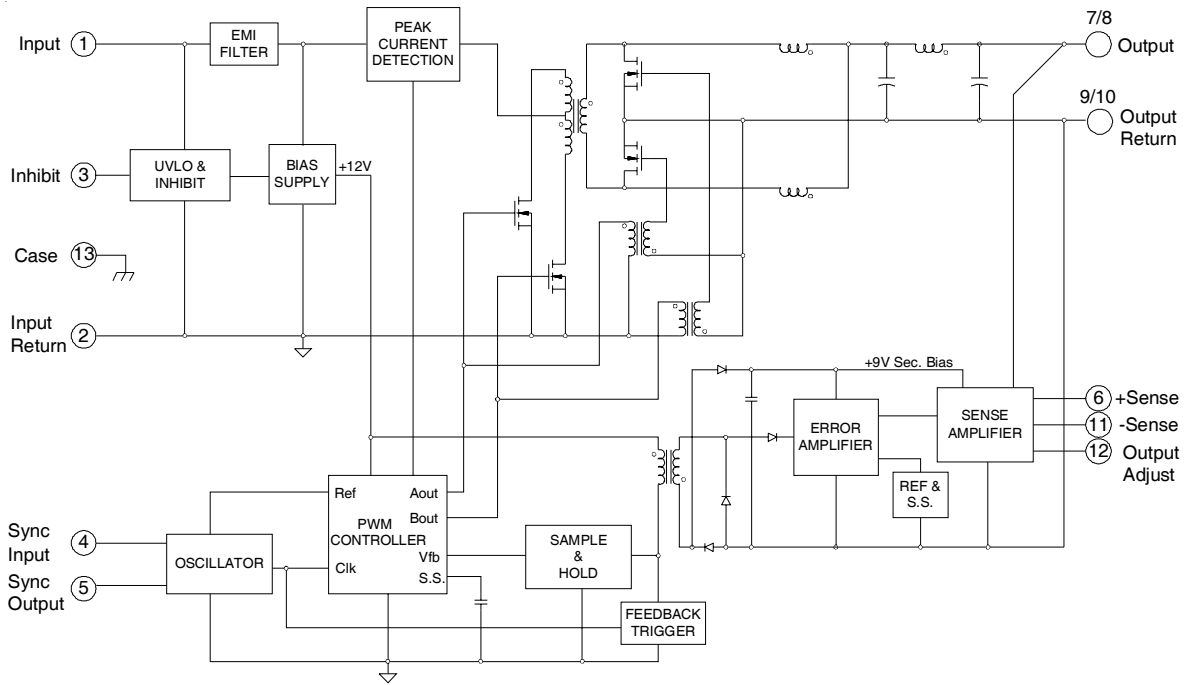 7/8
Input 1
EMI
FILTER
PEAK
CURRENT
DETECTION
Output
9/10
Output
Return
Inhibit 3
UVLO &
INHIBIT
BIAS
SUPPLY
+12V
Case 13
Input
Return 2
+9V Sec. Bias
ERROR
AMPLIFIER
SENSE
AMPLIFIER
6 +Sense
11 -Sense
12 Output
Adjust
REF &
S.S.
Ref
Aout
Bout
PWM
CONTROLLER
Vfb
Clk
S.S.
SAMPLE
&
HOLD
Sync
Input 4
OSCILLATOR
Sync
Output 5
FEEDBACK
TRIGGER